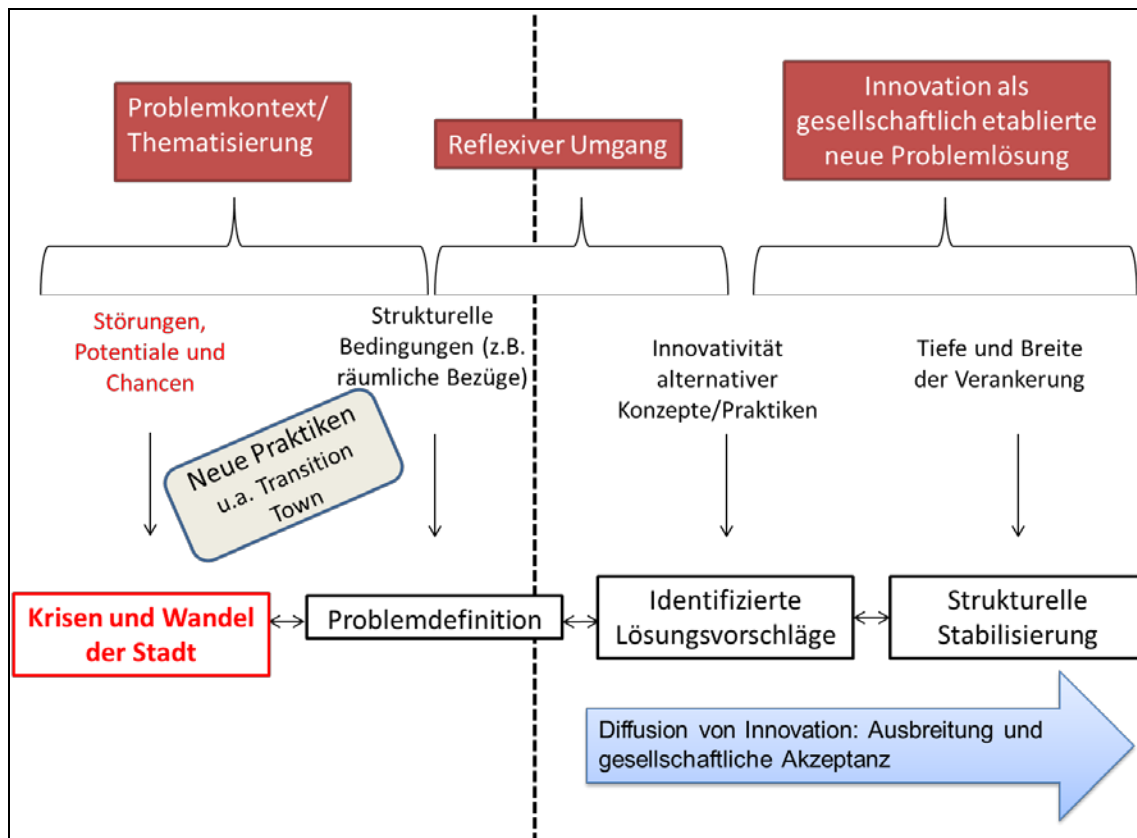 Problemkontext/
Thematisierung
Reflexiver Umgang
Innovation als
gesellschaftlich etablierte
neue Problemlösung
Störungen,
Potentiale und
Chancen
Strukturelle
Bedingungen (z.B.
räumliche Bezüge)
Innovativität
alternativer
Konzepte/Praktiken
Tiefe und Breite
der Verankerung
Neue Praktiken
u.a. Transition
Town
Krisen und Wandel
der Stadt
Problemdefinition
Identifizierte
Lösungsvorschläge
Strukturelle
Stabilisierung
Diffusion von Innovation: Ausbreitung und
gesellschaftliche Akzeptanz